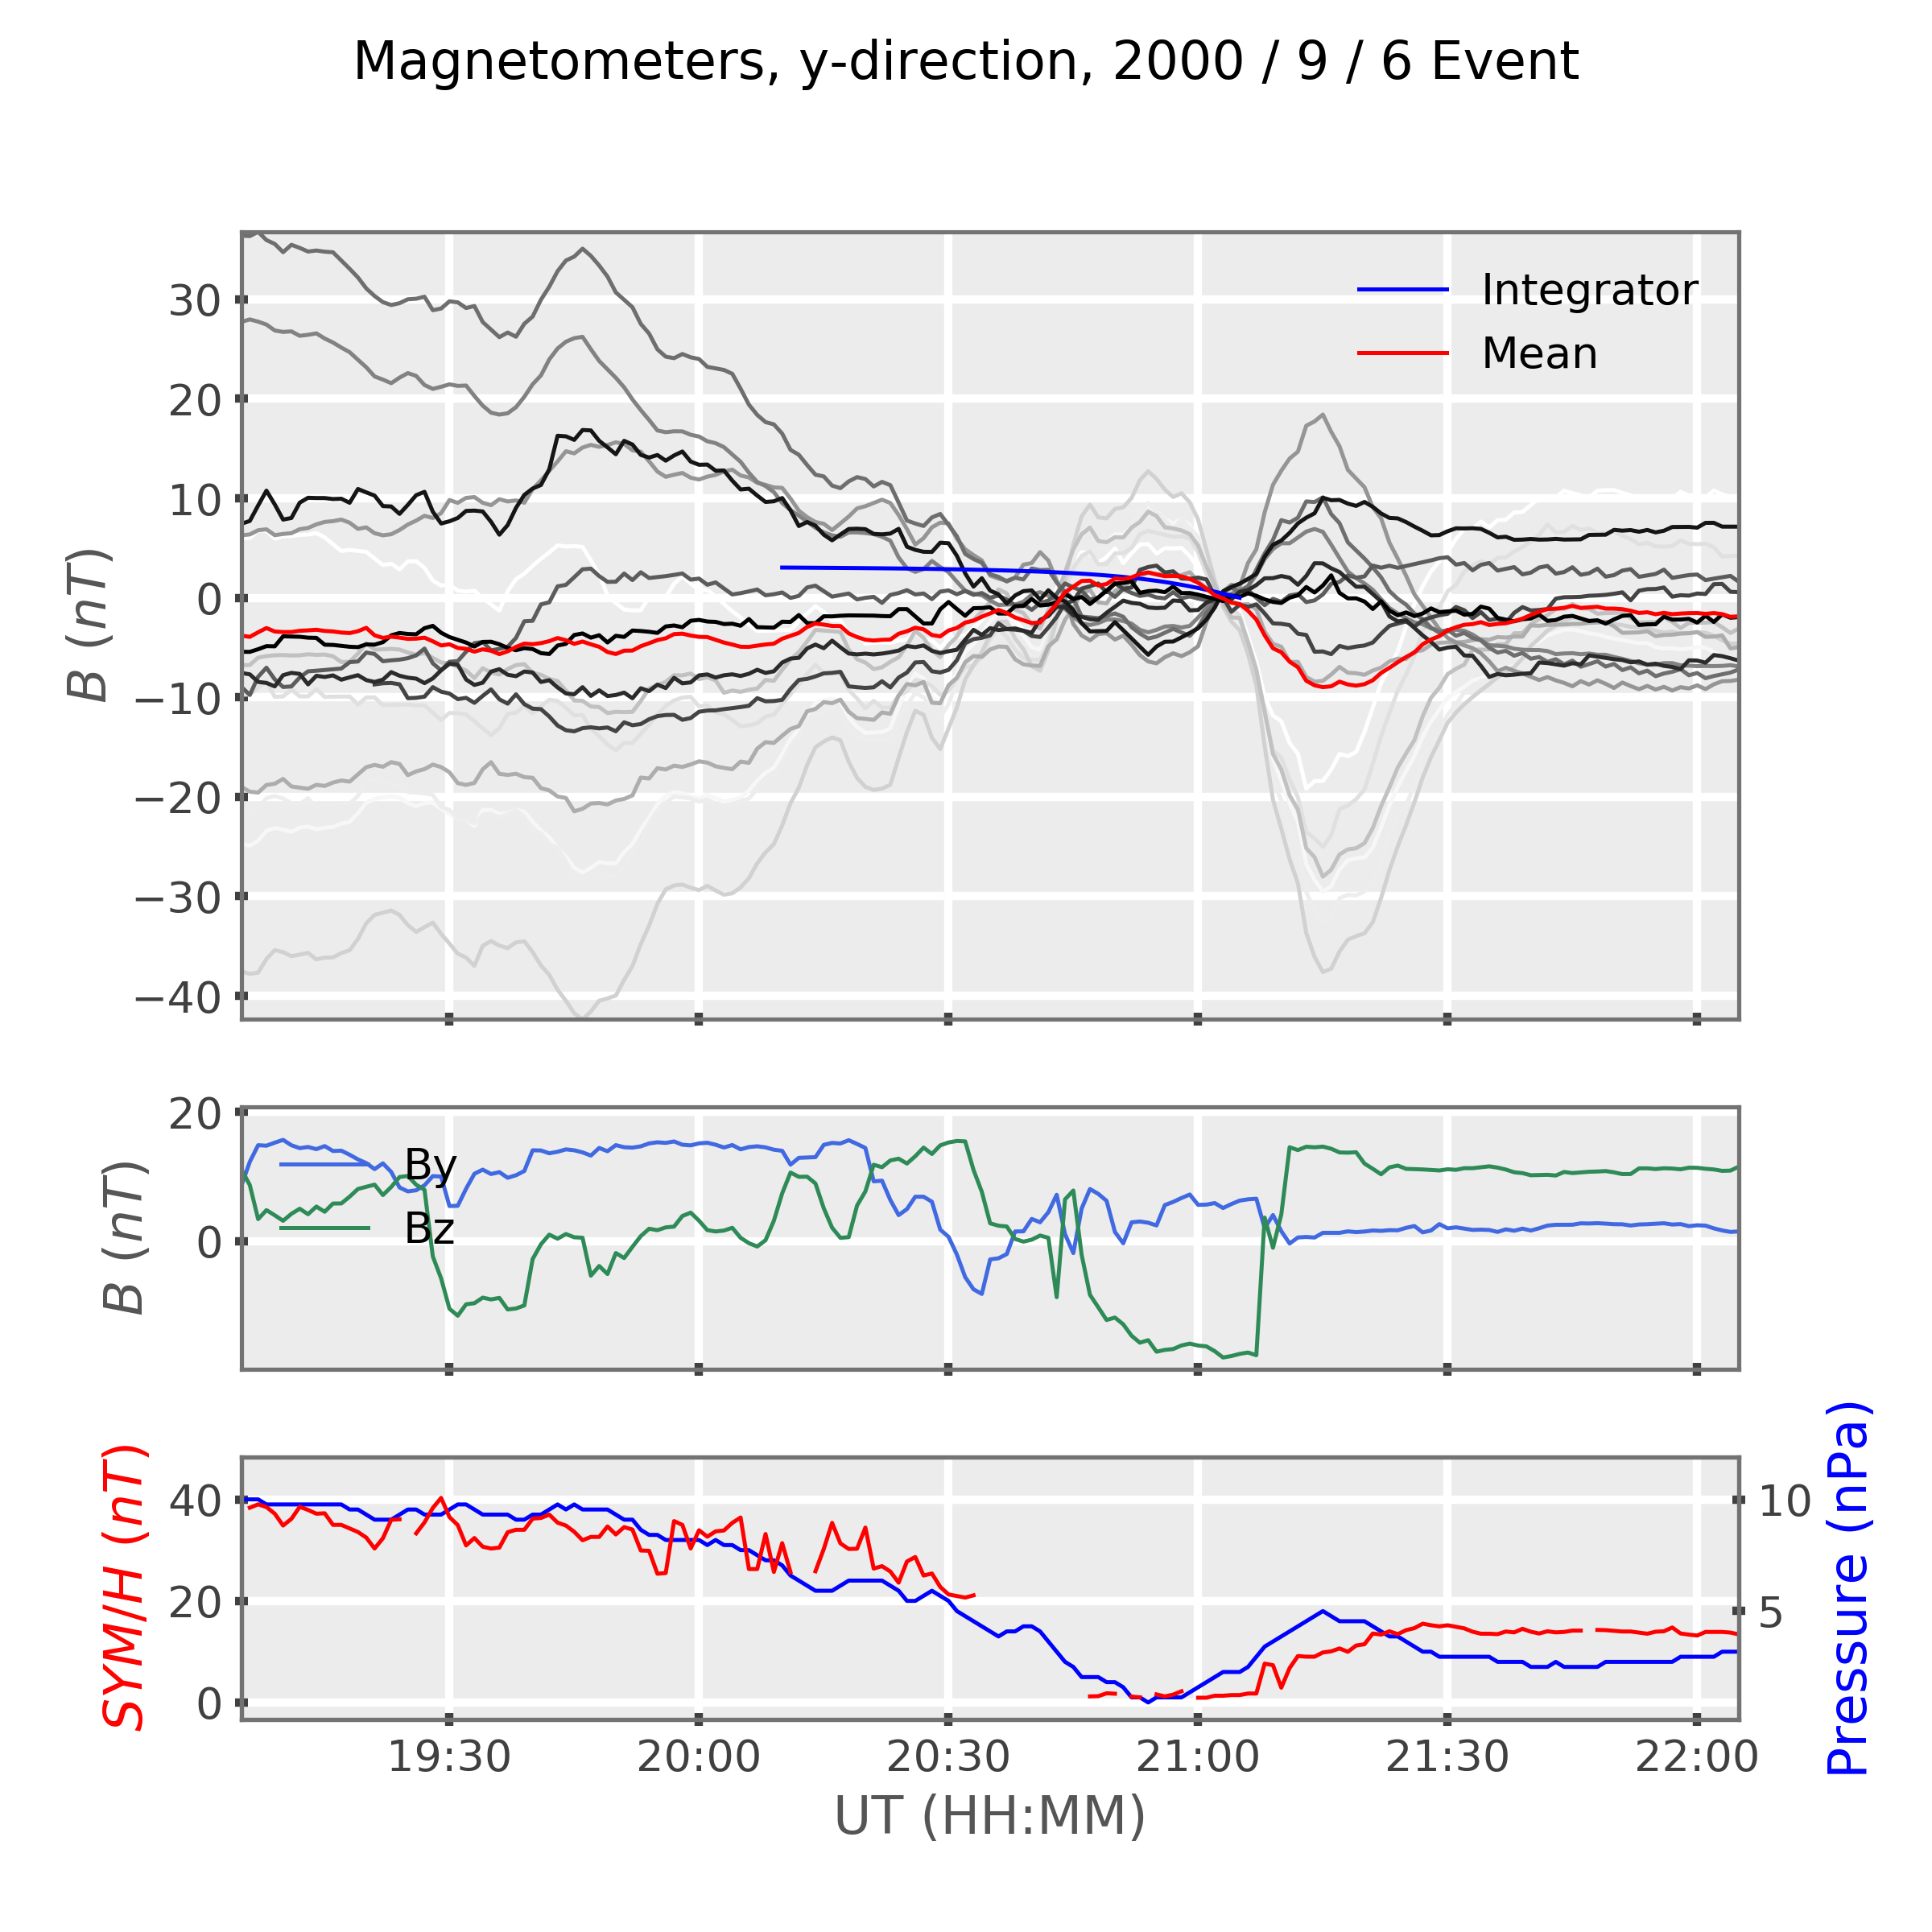 Magnetometers, y-direction, 2000 / 9 / 6 Event
B (nT)
30
20
10
0
−10
−20
−30
−40
Integrator
Mean
B (nT)
20
0
By
Bz
SYM/H (nT)
40
20
0
10
5
Pressure (nPa)
19:30
20:00
20:30
21:00
21:30
22:00
UT (HH:MM)